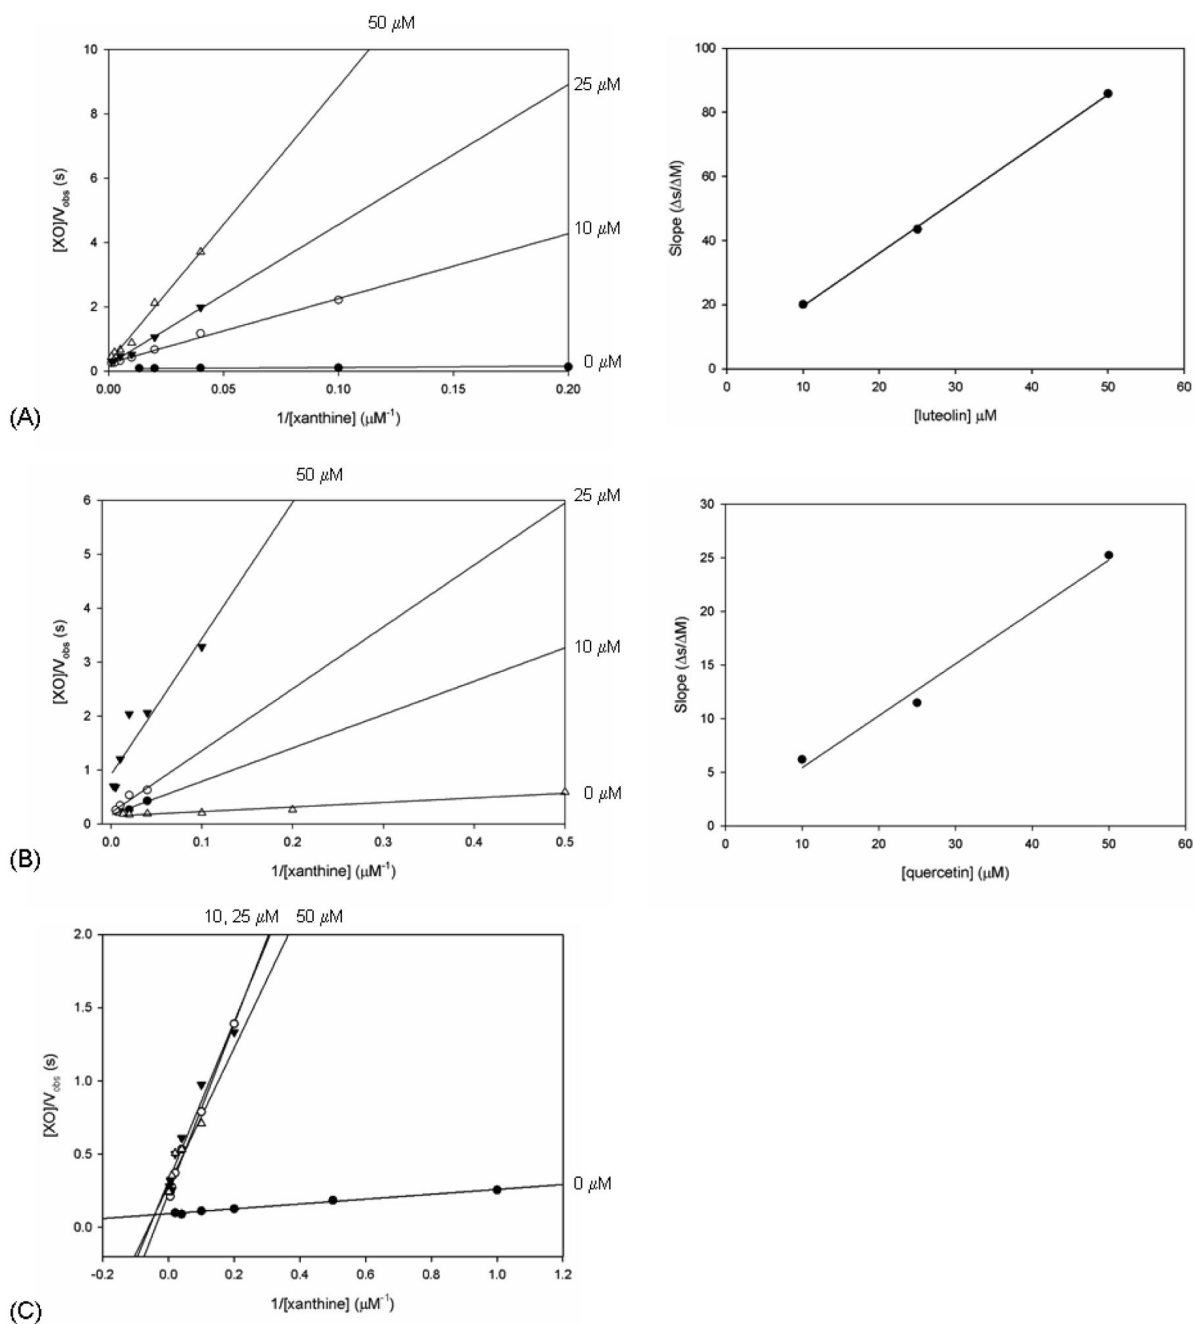 50 μM
10
8
6
4
2
0
[XO]/Vobs (s)
25 μM
10 μM
0 μM
0.00 0.05 0.10 0.15 0.20
1/[xanthine] (μM-1)
(A)
100
80
60
40
20
0
Slope (Δs/ΔM)
0 10 20 30 40 50 60
[luteolin] μM
50 μM
6
5
4
3
2
1
0
[XO]/Vobs (s)
25 μM
10 μM
0 μM
0.0 0.1 0.2 0.3 0.4 0.5
1/[xanthine] (μM-1)
(B)
30
25
20
15
10
5
0
Slope (Δs/ΔM)
0 10 20 30 40 50 60
[quercetin] (μM)
10, 25 μM 50 μM
2.0
1.5
1.0
0.5
0.0
[XO]/Vobs (s)
0 μM
-0.2 0.0 0.2 0.4 0.6 0.8 1.0 1.2
1/[xanthine] (μM-1)
(C)